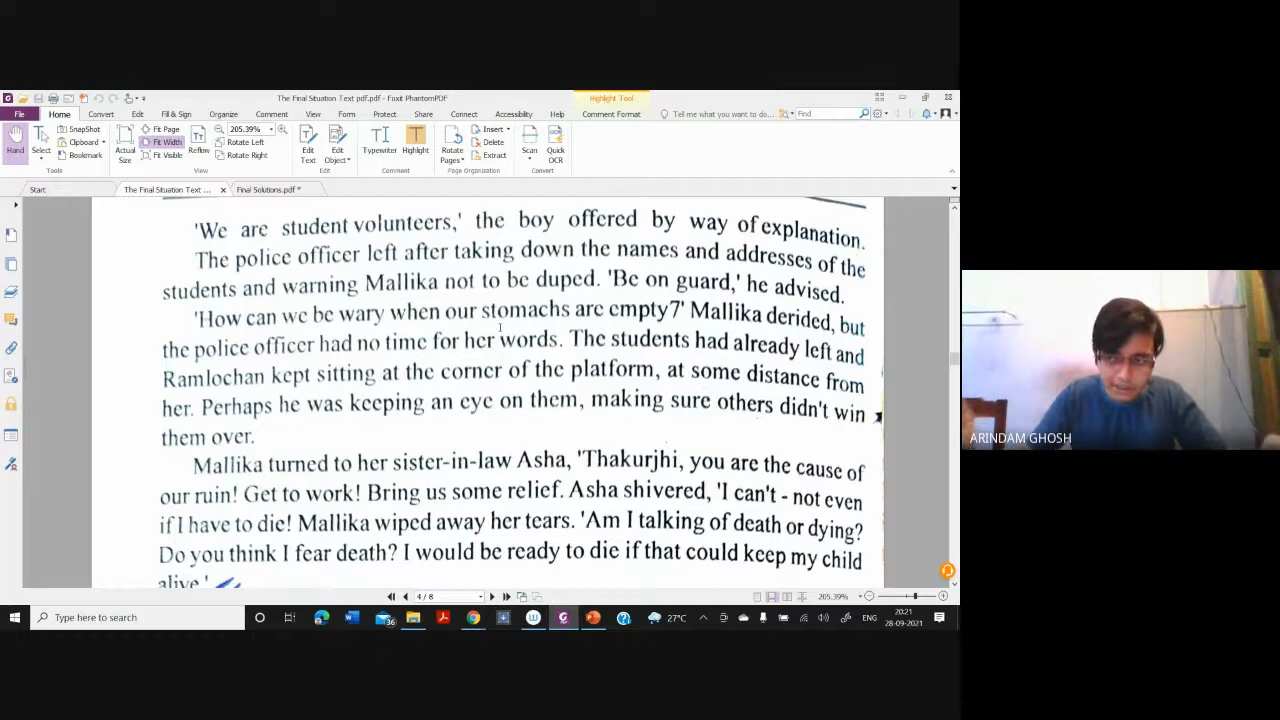 The Final Situation Text pdf.pdf - Foxit PhantomPDF
Highlight Tool
File Home Convert Edit Fill & Sign Organize Comment View Form Protect Share Connect Accessibility Help Comment Format Tell me what you want to do... Find
Hand
Select
SnapShot
Clipboard
Bookmark
Tools
Actual Size
Fit Page
Fit Width
Fit Visible
Reflow
205.39%
Rotate Left
Rotate Right
View
Edit Text
Edit Object
Edit
Typewriter
Highlight
Comment
Rotate Pages
Insert
Delete
Extract
Page Organization
Scan
Quick OCR
Convert
Start The Final Situation Text ... Final Solutions.pdf *
'We are student volunteers,' the boy offered by way of explanation.
The police officer left after taking down the names and addresses of the
students and warning Mallika not to be duped. 'Be on guard,' he advised.
'How can we be wary when our stomachs are empty7' Mallika derided, but
the police officer had no time for her words. The students had already left and
Ramlochan kept sitting at the corner of the platform, at some distance from
her. Perhaps he was keeping an eye on them, making sure others didn't win
them over.
Mallika turned to her sister-in-law Asha, 'Thakurjhi, you are the cause of
our ruin! Get to work! Bring us some relief. Asha shivered, 'I can't - not even
if I have to die! Mallika wiped away her tears. 'Am I talking of death or dying?
Do you think I fear death? I would be ready to die if that could keep my child
alive.'
ARINDAM GHOSH
4 / 8
205.39%
Type here to search
36
27°C
ENG
20:21
28-09-2021